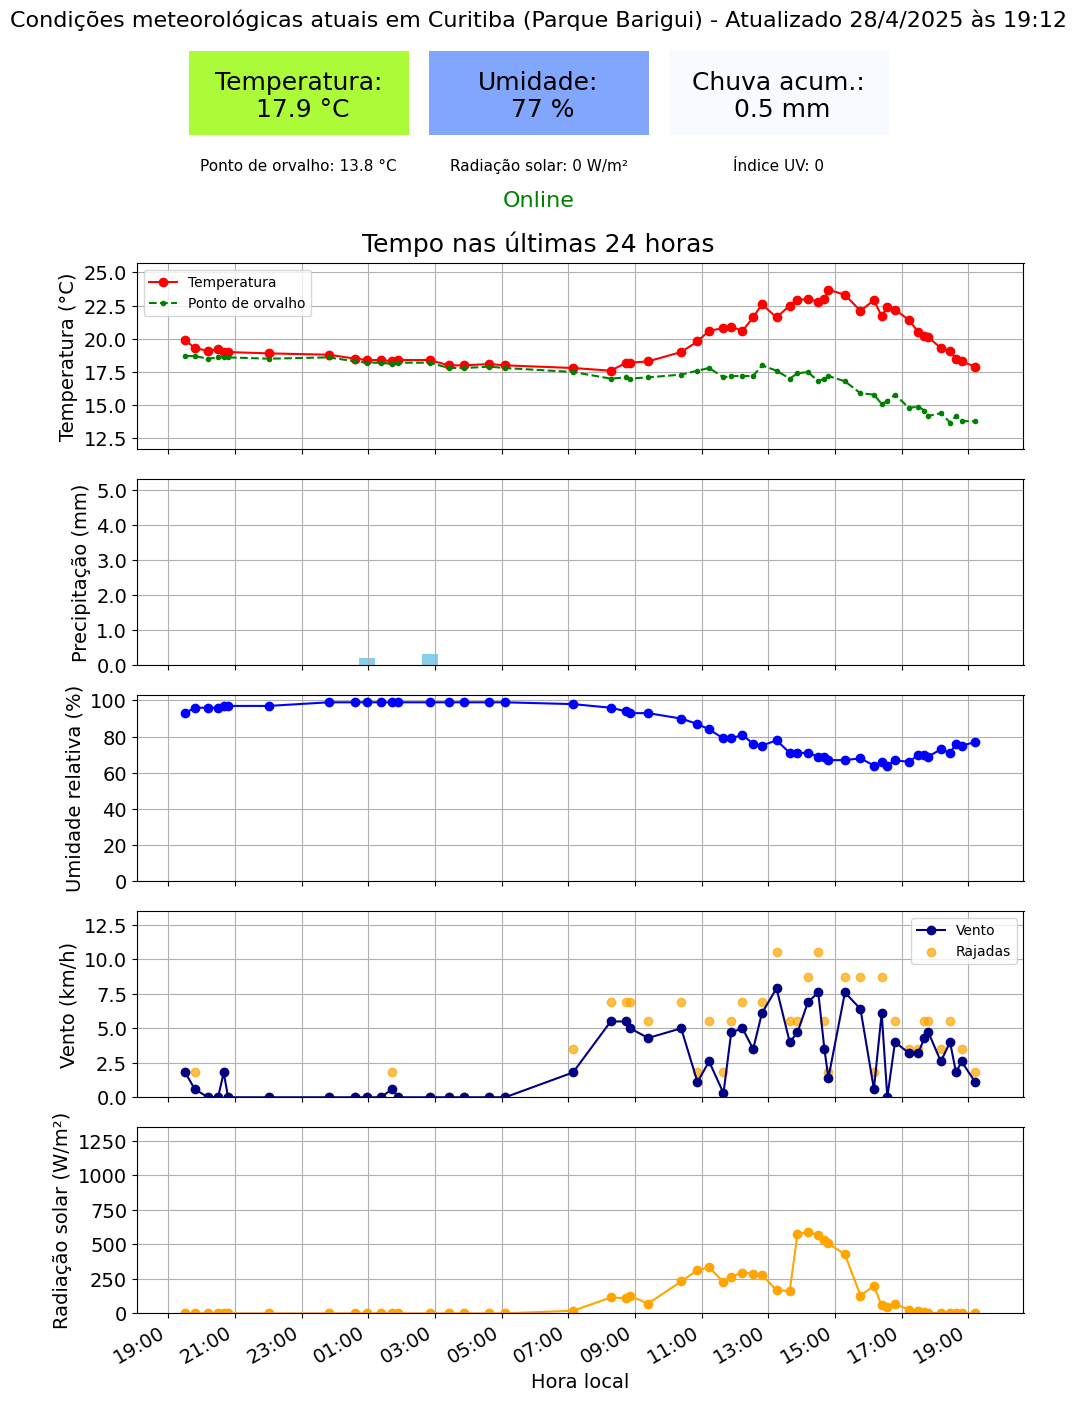 Condições meteorológicas atuais em Curitiba (Parque Barigui) - Atualizado 28/4/2025 às 19:12
Temperatura:
17.9 °C
Umidade:
77 %
Chuva acum.:
0.5 mm
Ponto de orvalho: 13.8 °C
Radiação solar: 0 W/m²
Índice UV: 0
Online
Tempo nas últimas 24 horas
Temperatura (°C)
25.0
22.5
20.0
17.5
15.0
12.5
Temperatura
Ponto de orvalho
Precipitação (mm)
5.0
4.0
3.0
2.0
1.0
0.0
Umidade relativa (%)
100
80
60
40
20
0
Vento (km/h)
12.5
10.0
7.5
5.0
2.5
0.0
Vento
Rajadas
Radiação solar (W/m²)
1250
1000
750
500
250
0
19:00
21:00
23:00
01:00
03:00
05:00
07:00
09:00
11:00
13:00
15:00
17:00
19:00
Hora local